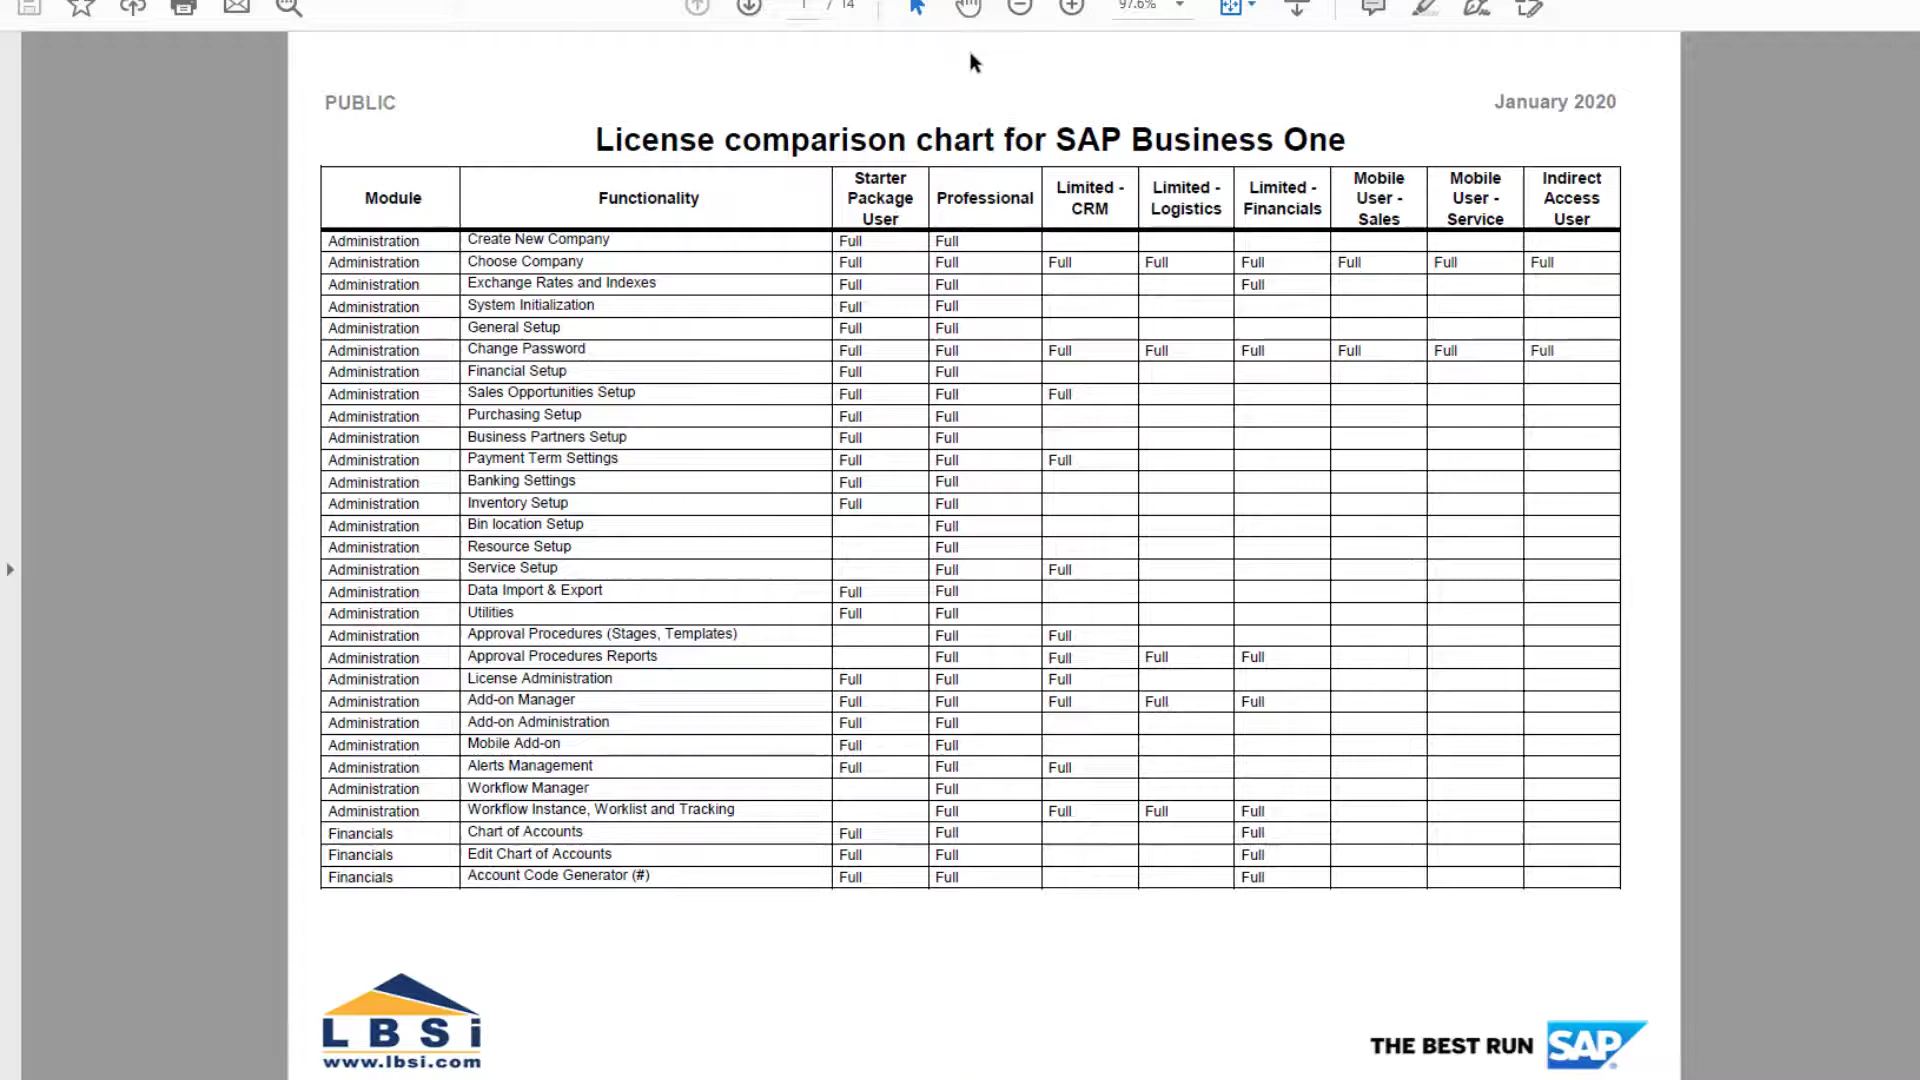 1 / 14
97.6%
PUBLIC
January 2020
License comparison chart for SAP Business One
Module Functionality Starter Package User Professional Limited - CRM Limited - Logistics Limited - Financials Mobile User - Sales Mobile User - Service Indirect Access User
Administration Create New Company Full Full
Administration Choose Company Full Full Full Full Full Full Full Full
Administration Exchange Rates and Indexes Full Full Full
Administration System Initialization Full Full
Administration General Setup Full Full
Administration Change Password Full Full Full Full Full Full Full Full
Administration Financial Setup Full Full
Administration Sales Opportunities Setup Full Full Full
Administration Purchasing Setup Full Full
Administration Business Partners Setup Full Full
Administration Payment Term Settings Full Full Full
Administration Banking Settings Full Full
Administration Inventory Setup Full Full
Administration Bin location Setup Full
Administration Resource Setup Full
Administration Service Setup Full Full
Administration Data Import & Export Full Full
Administration Utilities Full Full
Administration Approval Procedures (Stages, Templates) Full Full
Administration Approval Procedures Reports Full Full Full Full
Administration License Administration Full Full Full
Administration Add-on Manager Full Full Full Full Full
Administration Add-on Administration Full Full
Administration Mobile Add-on Full Full
Administration Alerts Management Full Full Full
Administration Workflow Manager Full
Administration Workflow Instance, Worklist and Tracking Full Full Full Full
Financials Chart of Accounts Full Full Full
Financials Edit Chart of Accounts Full Full Full
Financials Account Code Generator (#) Full Full Full
LBSi
www.lbsi.com
THE BEST RUN SAP